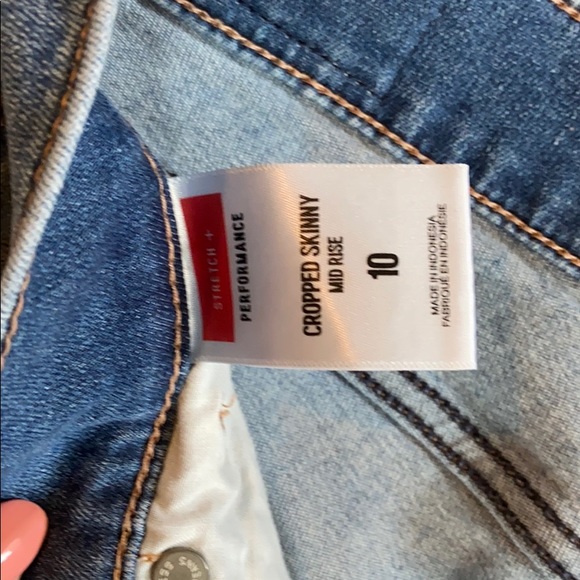 STRETCH +
PERFORMANCE
CROPPED SKINNY
MID RISE
10
MADE IN INDONESIA
FABRIQUÉ EN INDONÉSIE